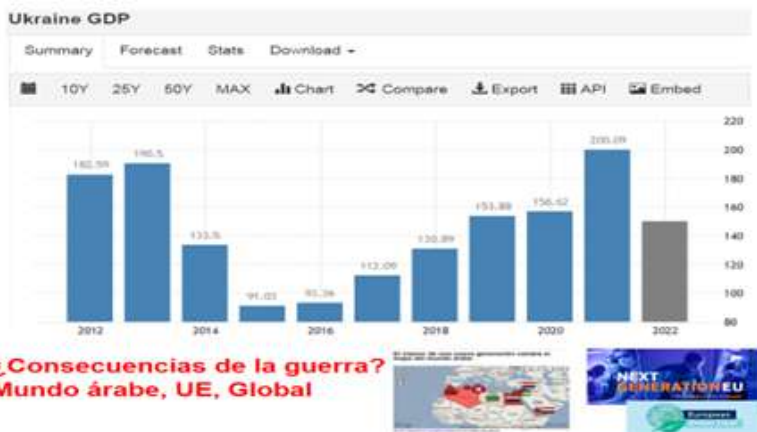 Ukraine GDP
Summary Forecast Stats Download
10Y 25Y 50Y MAX Chart Compare Export API Embed
220
200
180
160
140
120
100
80
182.59
190.5
133.5
91.03
93.36
112.09
130.89
153.88
156.62
200.09
2012 2014 2016 2018 2020 2022
¿Consecuencias de la guerra?
Mundo árabe, UE, Global
NEXT
GENERATIONEU
European